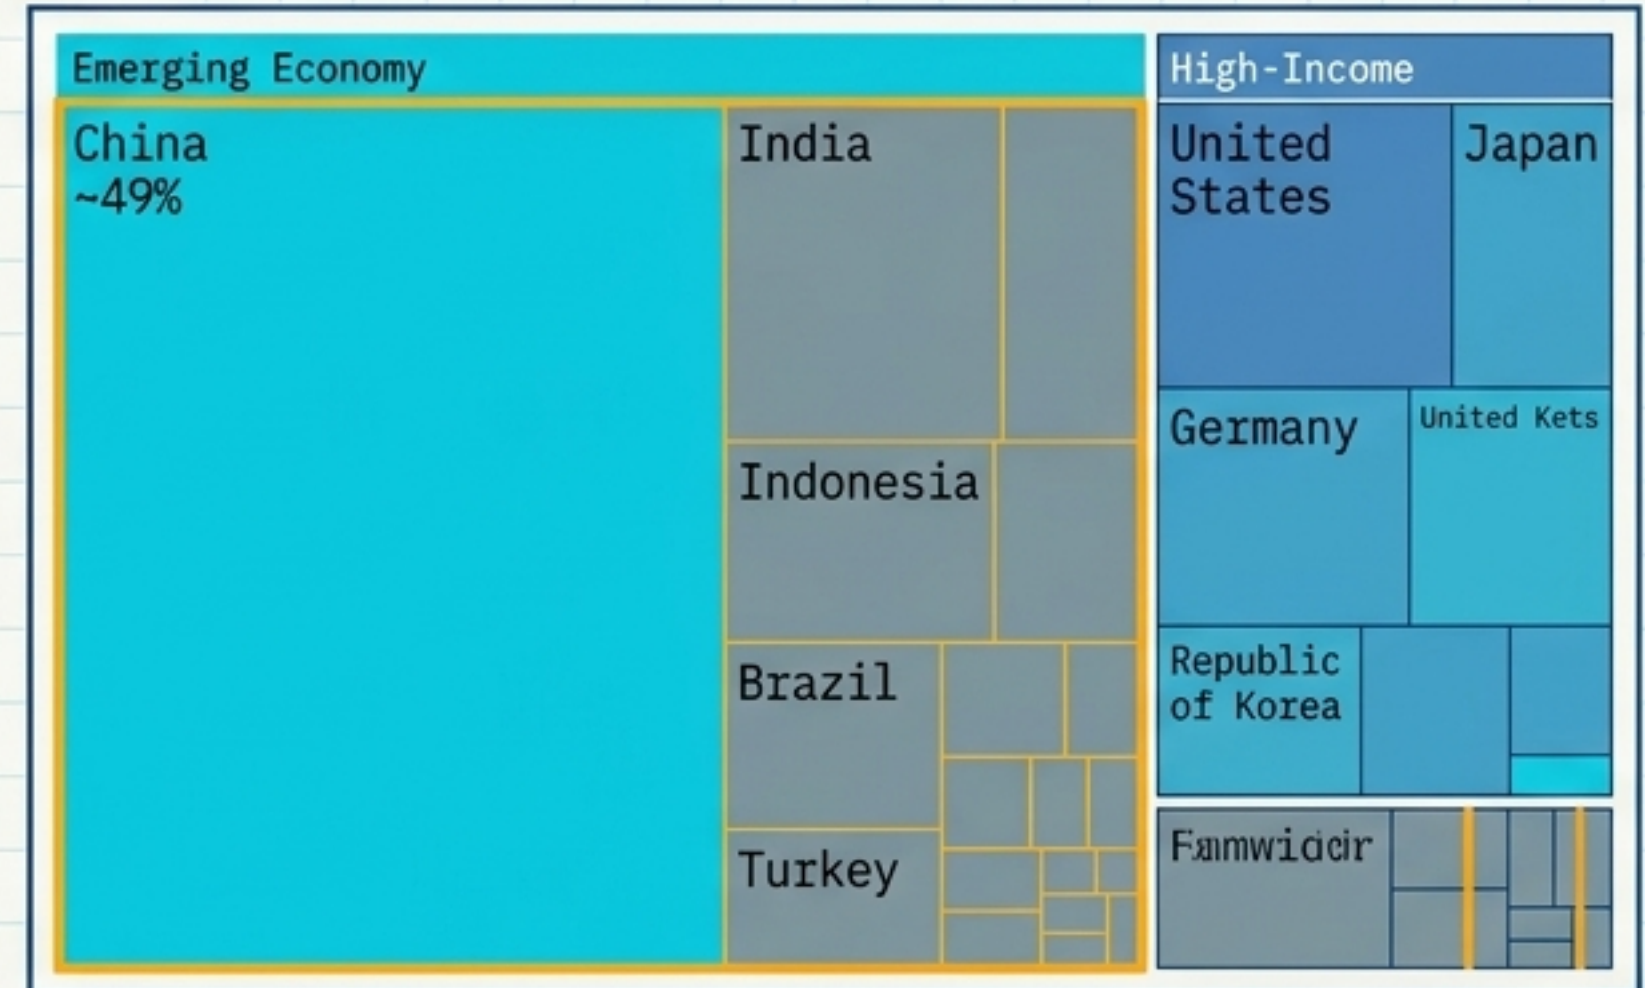 Emerging Economy
China
~49%
India
Indonesia
Brazil
Turkey
High-Income
United
States
Japan
Germany
United Kets
Republic
of Korea